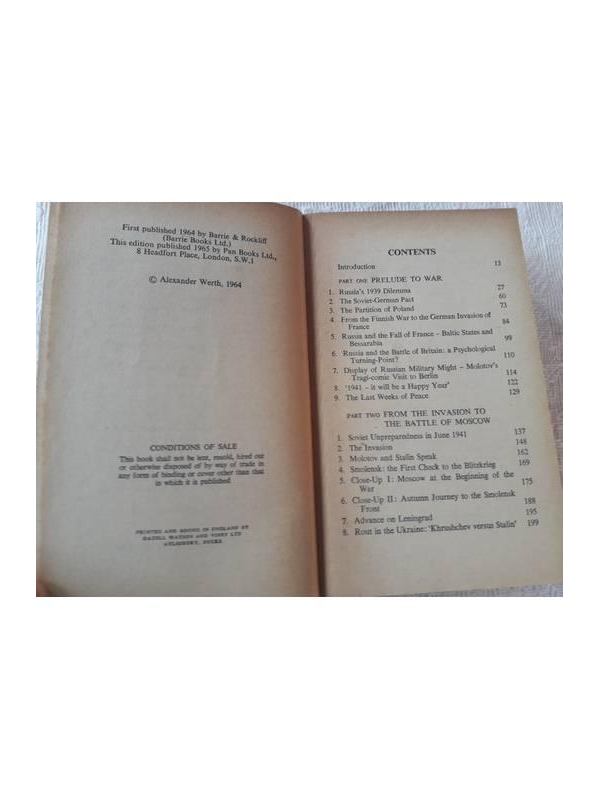 First published 1964 by Barrie & Rockliff
(Barrie Books Ltd.)
This edition published 1965 by Pan Books Ltd.,
8 Headfort Place, London, S.W.1
© Alexander Werth, 1964
CONDITIONS OF SALE
This book shall not be lent, resold, hired out
or otherwise disposed of by way of trade in
any form of binding or cover other than that
in which it is published
PRINTED AND BOUND IN ENGLAND BY
HAZELL WATSON AND VINEY LTD
AYLESBURY, BUCKS
CONTENTS
Introduction 13
PART ONE PRELUDE TO WAR
1. Russia's 1939 Dilemma 27
2. The Soviet-German Pact 60
3. The Partition of Poland 73
4. From the Finnish War to the German Invasion of
France 84
5. Russia and the Fall of France – Baltic States and
Bessarabia 99
6. Russia and the Battle of Britain: a Psychological
Turning-Point? 110
7. Display of Russian Military Might – Molotov's
Tragi-comic Visit to Berlin 114
8. '1941 – it will be a Happy Year' 122
9. The Last Weeks of Peace 129
PART TWO FROM THE INVASION TO
THE BATTLE OF MOSCOW
1. Soviet Unpreparedness in June 1941 137
2. The Invasion 148
3. Molotov and Stalin Speak 162
4. Smolensk: the First Check to the Blitzkrieg 169
5. Close-Up I: Moscow at the Beginning of the
War 175
6. Close-Up II: Autumn Journey to the Smolensk
Front 188
7. Advance on Leningrad 195
8. Rout in the Ukraine: 'Khrushchev versus Stalin' 199